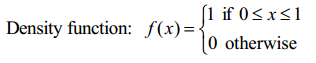 Density function: f(x) = {1 if 0 ≤ x ≤ 1
0 otherwise